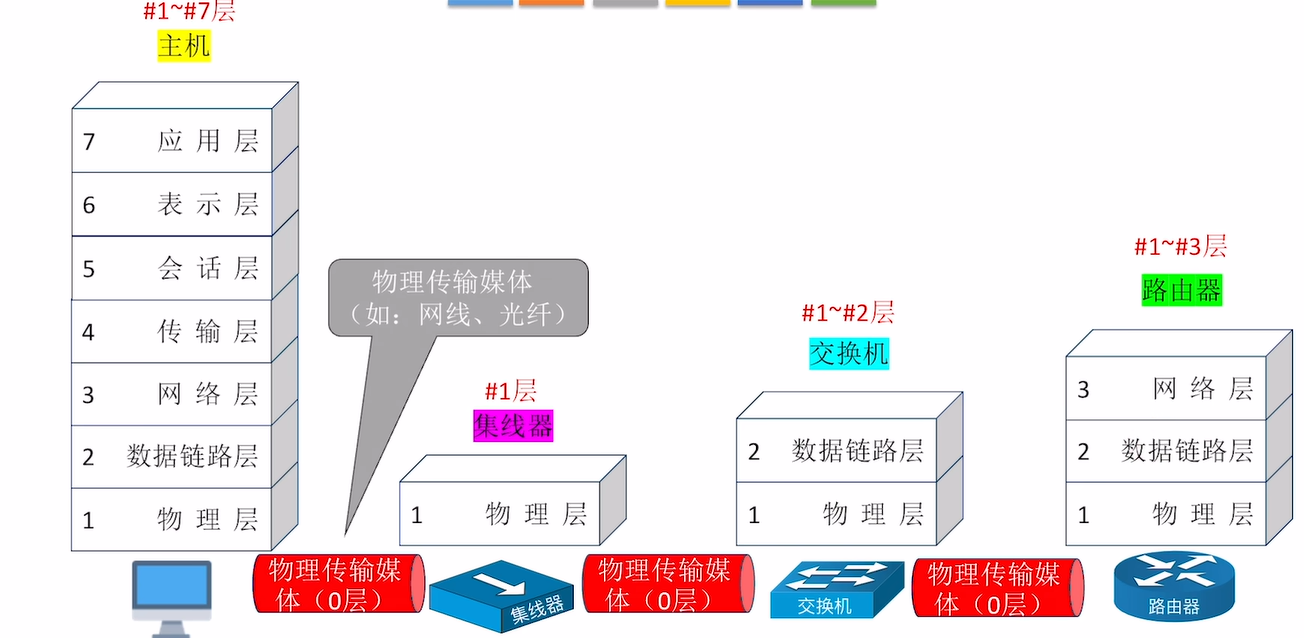 #1~#7层
主机
7 应用层
6 表示层
5 会话层
4 传输层
3 网络层
2 数据链路层
1 物理层
物理传输媒体
（如：网线、光纤）
#1层
集线器
1 物理层
#1~#2层
交换机
2 数据链路层
1 物理层
#1~#3层
路由器
3 网络层
2 数据链路层
1 物理层
物理传输媒
体（0层）
集线器
物理传输媒
体（0层）
交换机
物理传输媒
体（0层）
路由器